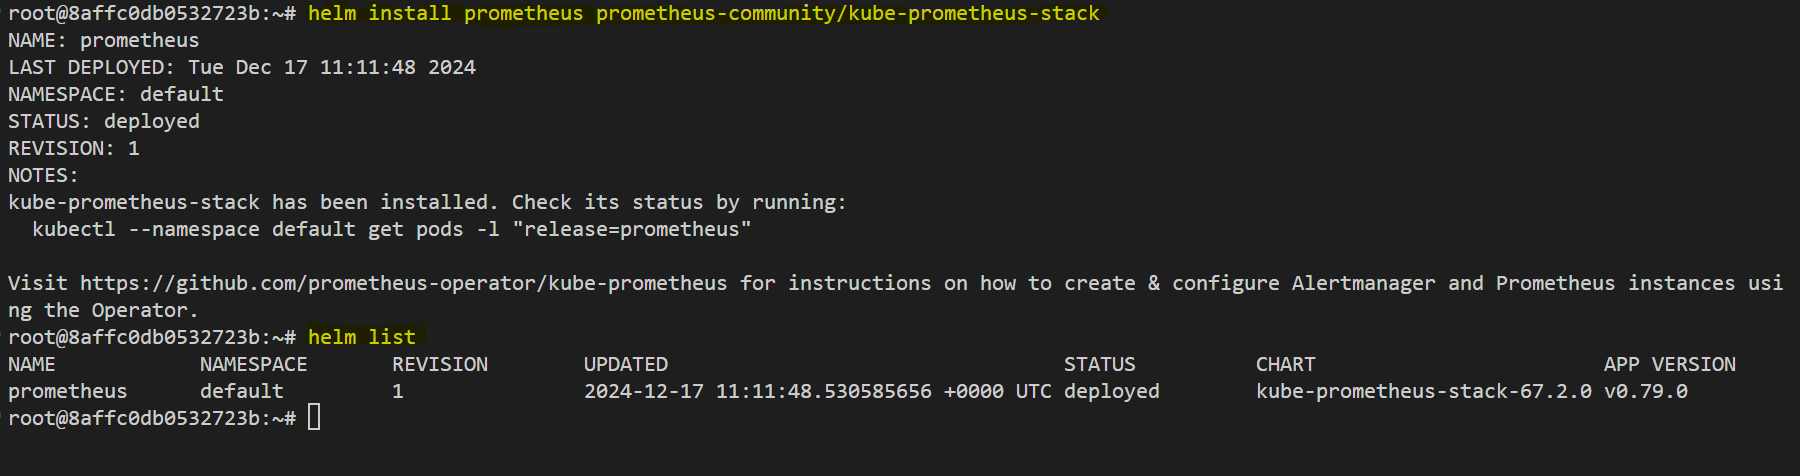 root@8affc0db0532723b:~# helm install prometheus prometheus-community/kube-prometheus-stack
NAME: prometheus
LAST DEPLOYED: Tue Dec 17 11:11:48 2024
NAMESPACE: default
STATUS: deployed
REVISION: 1
NOTES:
kube-prometheus-stack has been installed. Check its status by running:
  kubectl --namespace default get pods -l "release=prometheus"

Visit https://github.com/prometheus-operator/kube-prometheus for instructions on how to create & configure Alertmanager and Prometheus instances usi
ng the Operator.
root@8affc0db0532723b:~# helm list
NAME            NAMESPACE       REVISION        UPDATED                                 STATUS          CHART                        APP VERSION
prometheus      default         1               2024-12-17 11:11:48.530585656 +0000 UTC deployed        kube-prometheus-stack-67.2.0 v0.79.0
root@8affc0db0532723b:~#